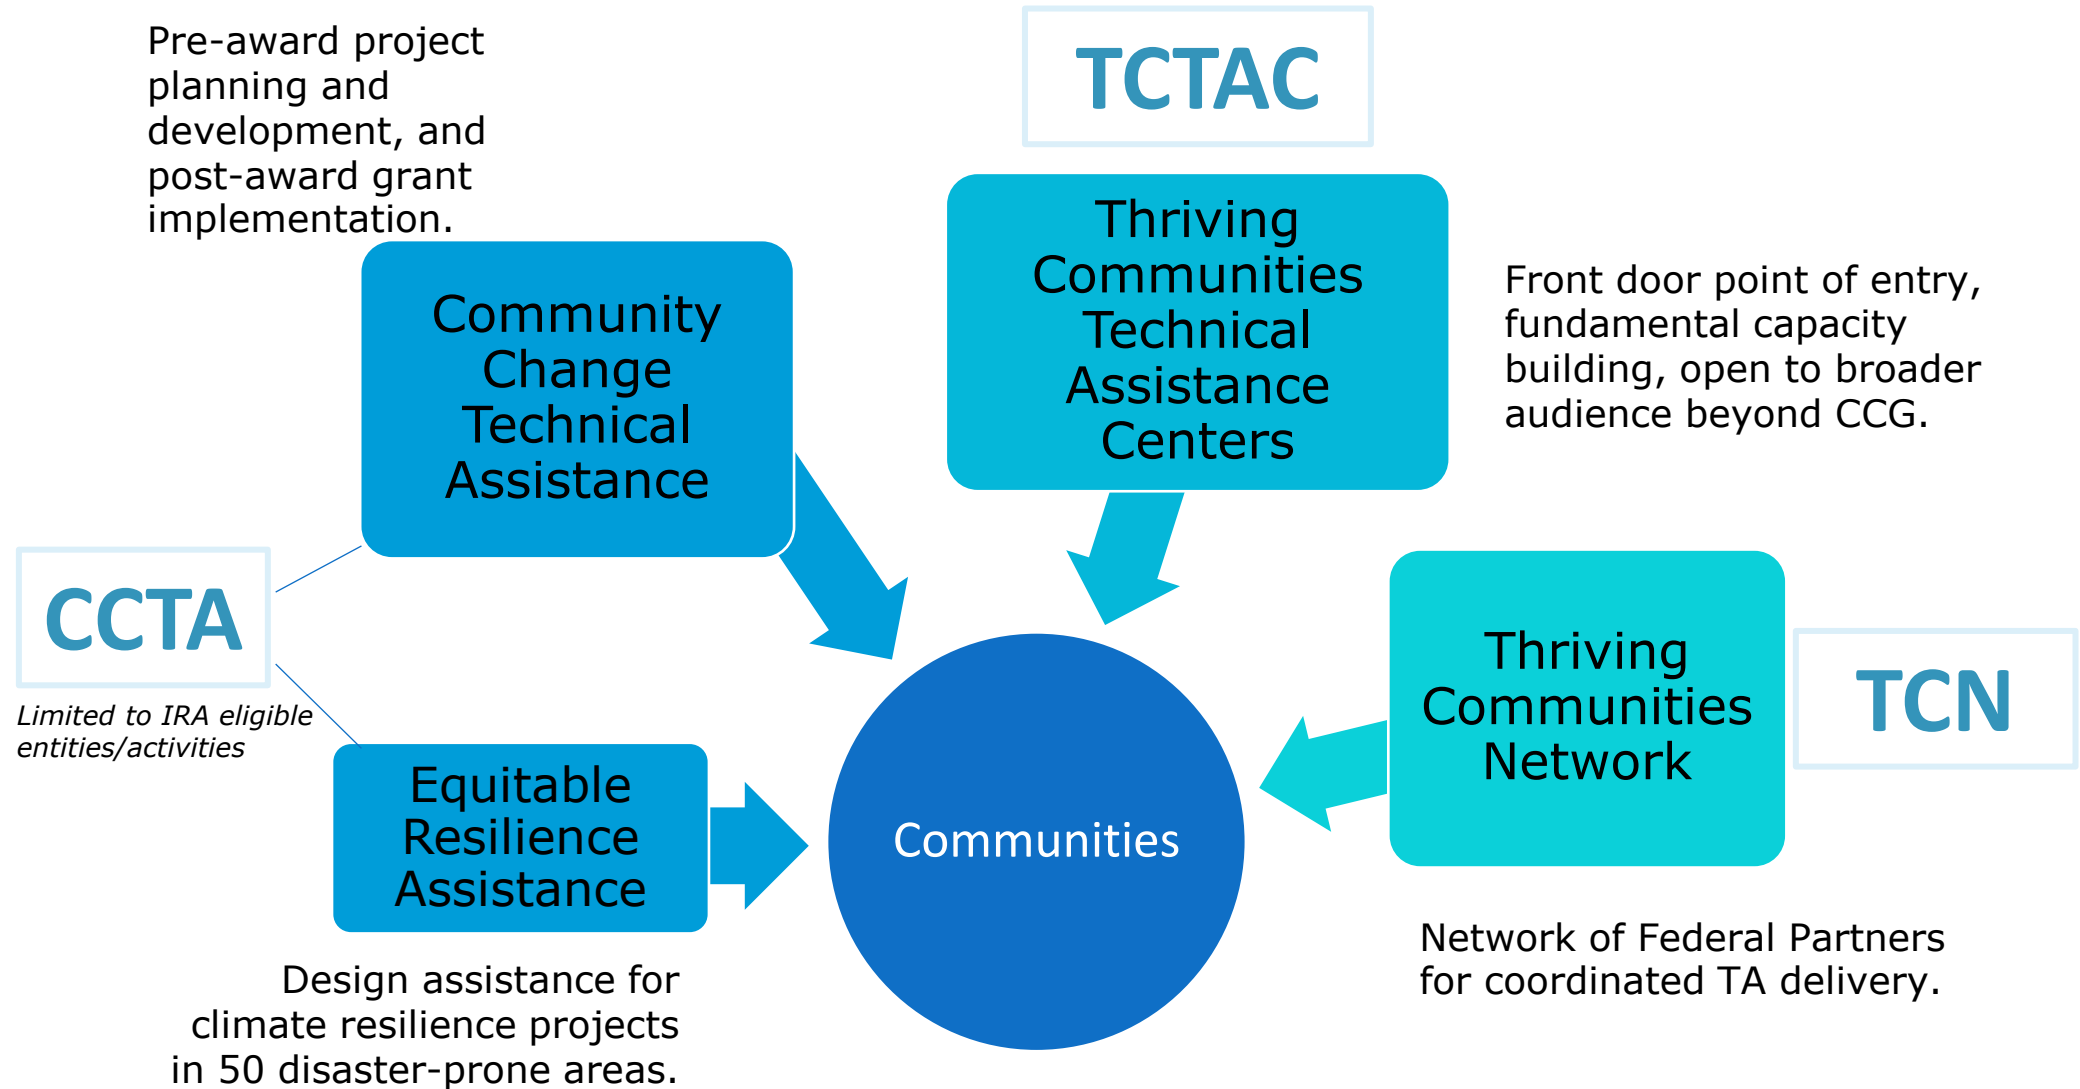 Pre-award project
planning and
development, and
post-award grant
implementation.
TCTAC
Thriving
Communities
Technical
Assistance
Centers
Front door point of entry,
fundamental capacity
building, open to broader
audience beyond CCG.
Community
Change
Technical
Assistance
CCTA
Limited to IRA eligible
entities/activities
Equitable
Resilience
Assistance
Design assistance for
climate resilience projects
in 50 disaster-prone areas.
Communities
Thriving
Communities
Network
TCN
Network of Federal Partners
for coordinated TA delivery.